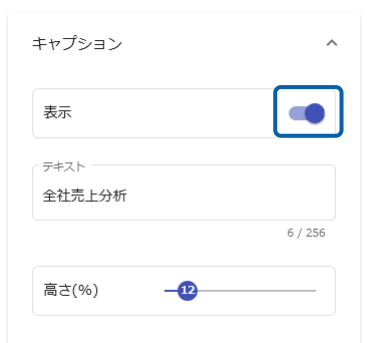 キャプション
表示
テキスト
全社売上分析
6 / 256
高さ(%)
12